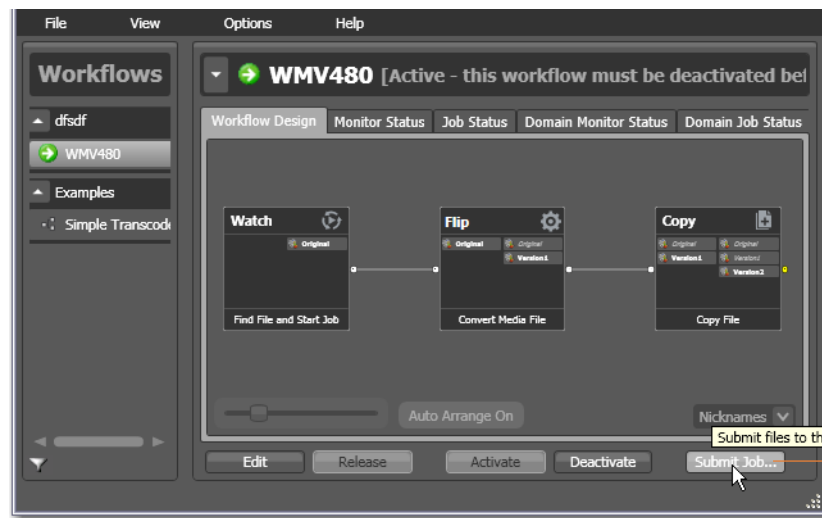 File View Options Help
Workflows
dfsdf
WMV480
Examples
Simple Transcod
WMV480 [Active - this workflow must be deactivated bef
Workflow Design Monitor Status Job Status Domain Monitor Status Domain Job Status
Watch
Original
Find File and Start Job
Flip
Original Original
Version1
Convert Media File
Copy
Original Original
Version1 Version1
Version2
Copy File
Auto Arrange On
Nicknames
Submit files to th
Edit Release Activate Deactivate Submit Job...